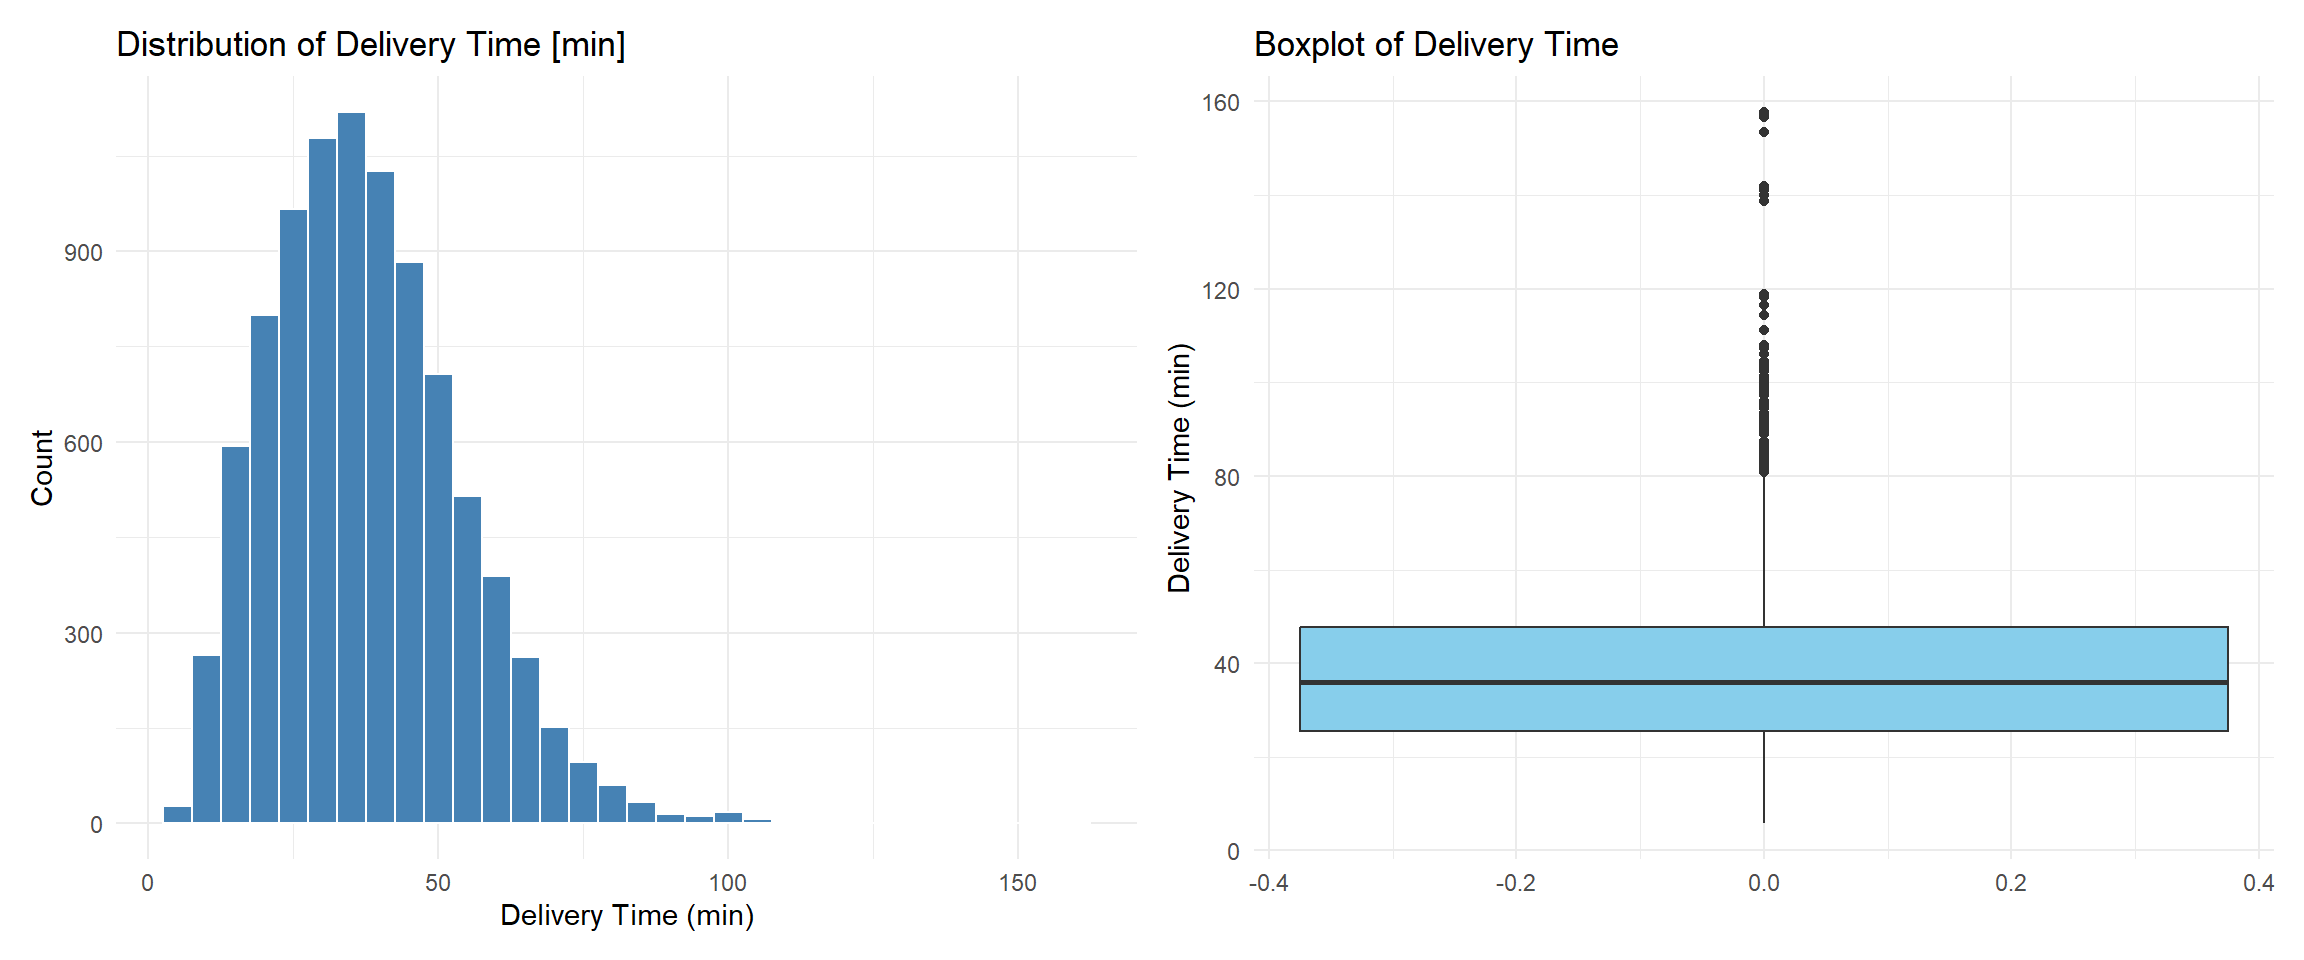 Distribution of Delivery Time [min]
Count
900
600
300
0
0 50 100 150
Delivery Time (min)
Boxplot of Delivery Time
Delivery Time (min)
160
120
80
40
0
-0.4 -0.2 0.0 0.2 0.4